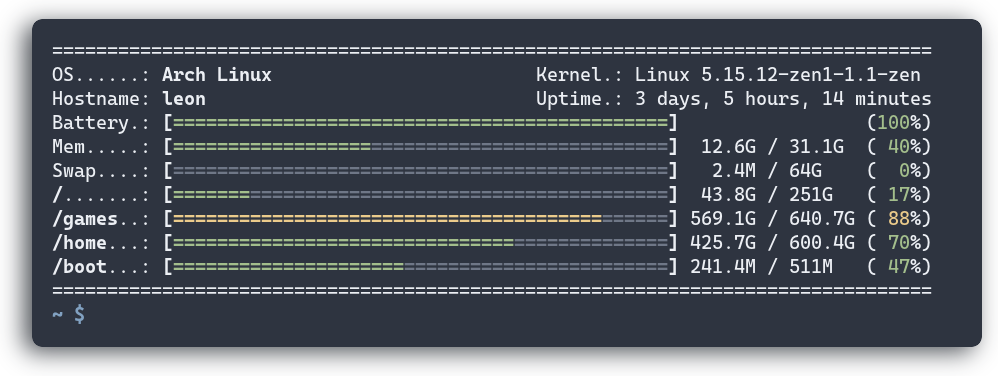 ================================================================================
OS......: Arch Linux                        Kernel.: Linux 5.15.12-zen1-1.1-zen
Hostname: leon                              Uptime.: 3 days, 5 hours, 14 minutes
Battery.: [=============================================]                 (100%)
Mem.....: [=============================================]  12.6G / 31.1G  ( 40%)
Swap....: [=============================================]   2.4M / 64G    (  0%)
/.......: [=============================================]  43.8G / 251G   ( 17%)
/games..: [=============================================] 569.1G / 640.7G ( 88%)
/home...: [=============================================] 425.7G / 600.4G ( 70%)
/boot...: [=============================================] 241.4M / 511M   ( 47%)
================================================================================
~ $